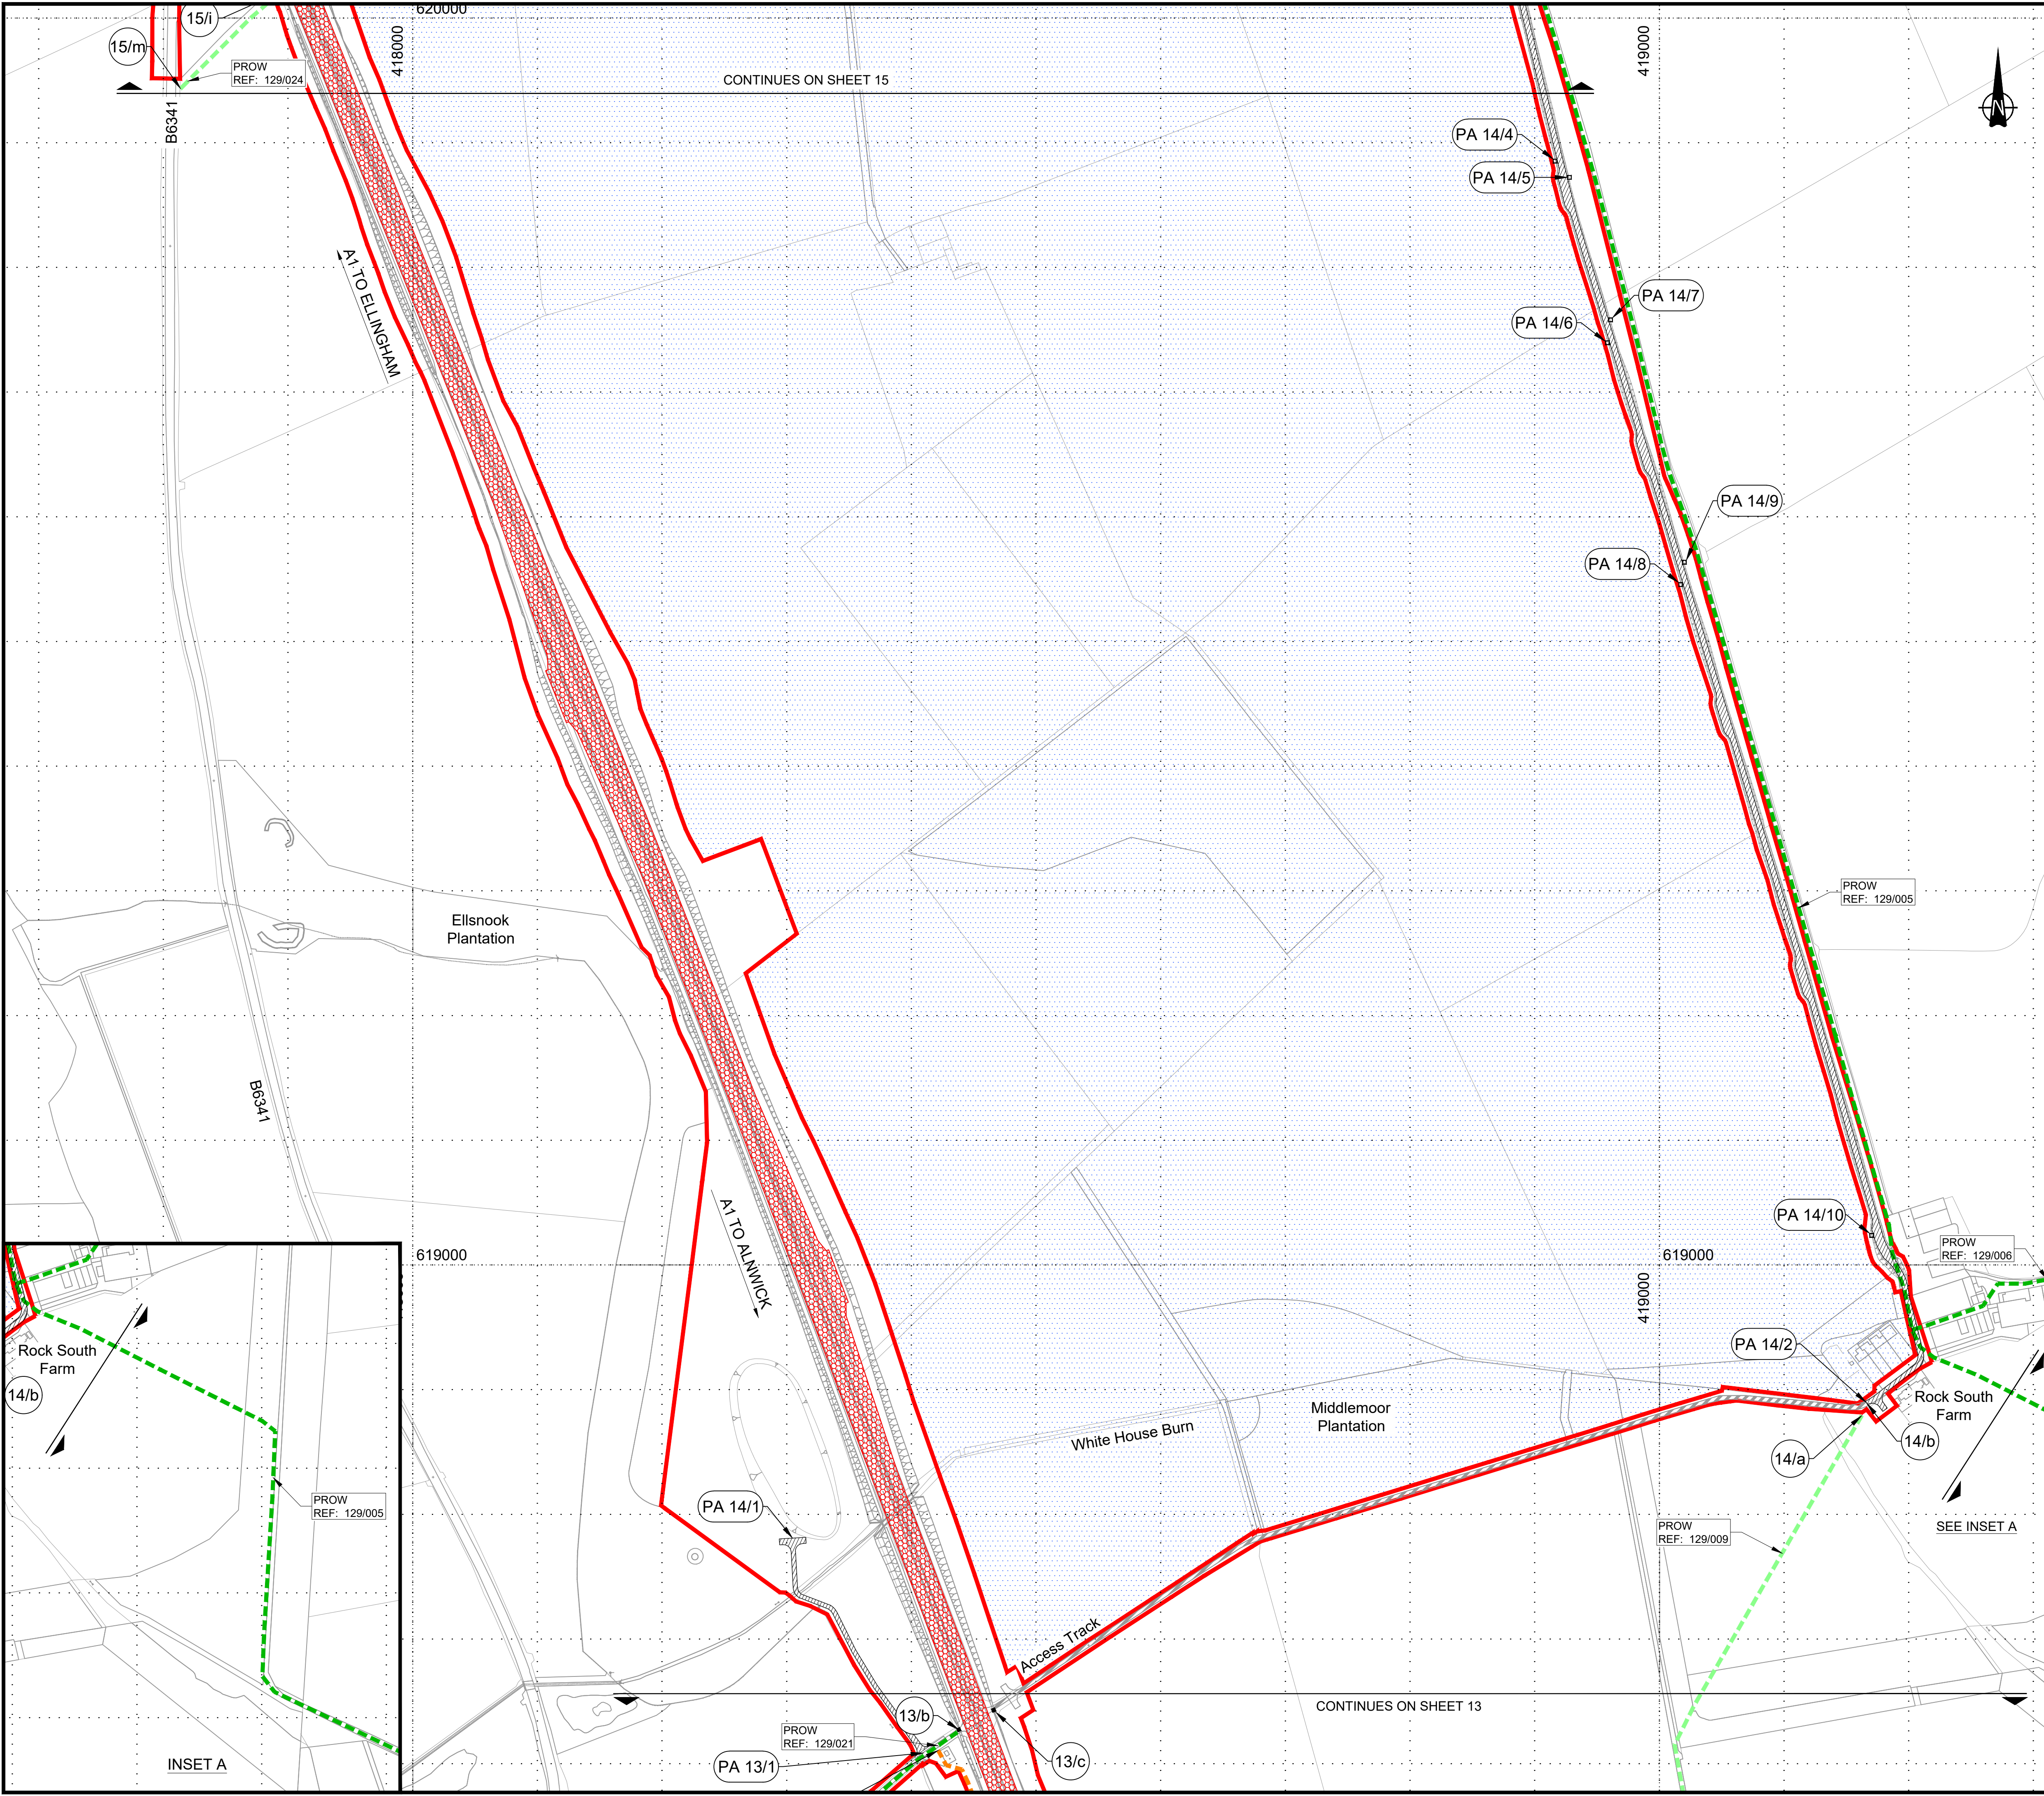 15/i
620000
15/m
PROW
REF: 129/024
418000
419000
CONTINUES ON SHEET 15
N
B6341
PA 14/4
PA 14/5
A1 TO ELLINGHAM
PA 14/7
PA 14/6
PA 14/9
PA 14/8
PROW
REF: 129/005
Ellsnook
Plantation
B6341
A1 TO ALNWICK
PA 14/10
PROW
REF: 129/006
619000
619000
419000
Rock South
Farm
14/b
PA 14/2
Rock South
Farm
Middlemoor
Plantation
White House Burn
14/a
14/b
PROW
REF: 129/005
PA 14/1
PROW
REF: 129/009
SEE INSET A
Access Track
CONTINUES ON SHEET 13
13/b
PROW
REF: 129/021
PA 13/1
13/c
INSET A